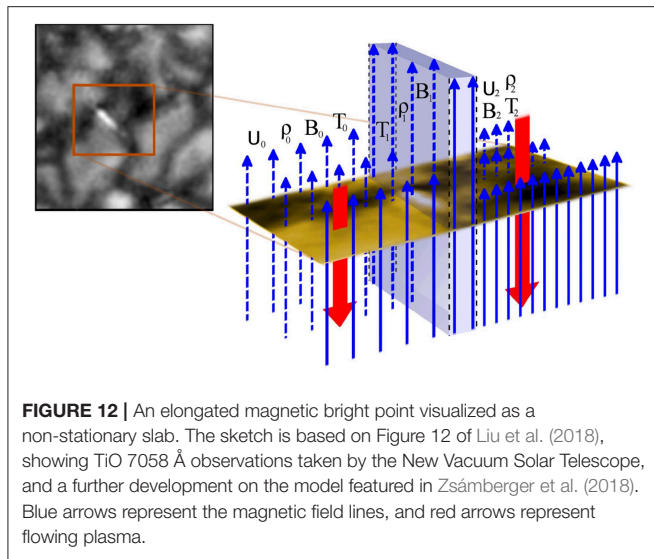 U₀ ρ₀ B₀ T₀ T₁ ρ₁ B₁ U₂ ρ₂
B₂ T₂
FIGURE 12 | An elongated magnetic bright point visualized as a
non-stationary slab. The sketch is based on Figure 12 of Liu et al. (2018),
showing TiO 7058 Å observations taken by the New Vacuum Solar Telescope,
and a further development on the model featured in Zsámberger et al. (2018).
Blue arrows represent the magnetic field lines, and red arrows represent
flowing plasma.